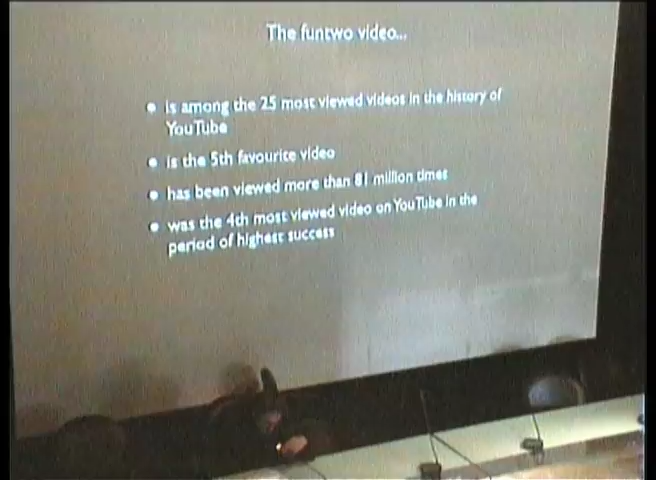 The funtwo video...
• is among the 25 most viewed videos in the history of
YouTube
• is the 5th favourite video
• has been viewed more than 81 million times
• was the 4th most viewed video on YouTube in the
period of highest success